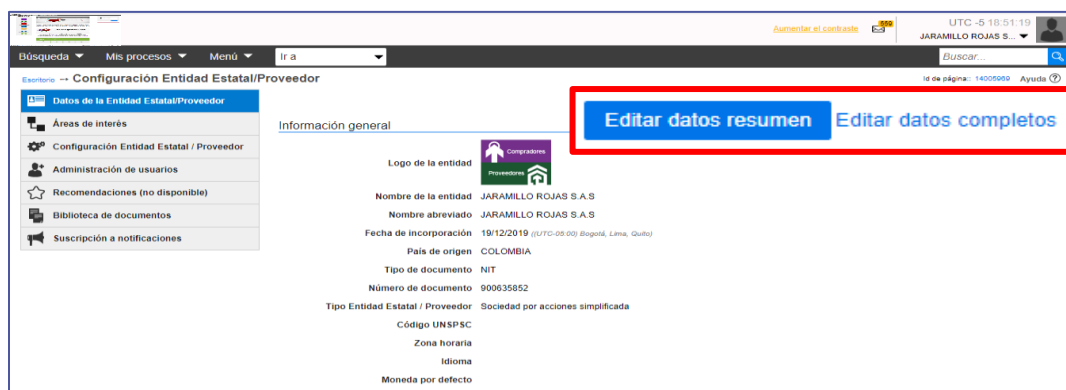 Aumentar el contraste
559
UTC -5 18:51:19
JARAMILLO ROJAS S...
Búsqueda
Mis procesos
Menú
Ir a
Buscar...
Escritorio → Configuración Entidad Estatal/Proveedor
Id de página:: 14005969 Ayuda
Datos de la Entidad Estatal/Proveedor
Áreas de interés
Configuración Entidad Estatal / Proveedor
Administración de usuarios
Recomendaciones (no disponible)
Biblioteca de documentos
Suscripción a notificaciones
Editar datos resumen Editar datos completos
Información general
Logo de la entidad
Compradores
Proveedores
Nombre de la entidad JARAMILLO ROJAS S.A.S
Nombre abreviado JARAMILLO ROJAS S.A.S
Fecha de incorporación 19/12/2019 ((UTC-05:00) Bogotá, Lima, Quito)
País de origen COLOMBIA
Tipo de documento NIT
Número de documento 900635852
Tipo Entidad Estatal / Proveedor Sociedad por acciones simplificada
Código UNSPSC
Zona horaria
Idioma
Moneda por defecto